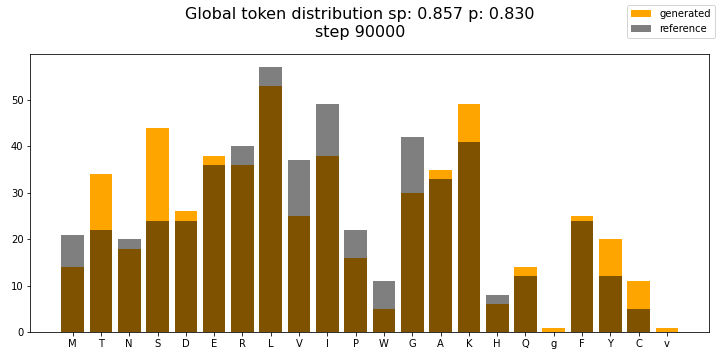 Global token distribution sp: 0.857 p: 0.830
step 90000
generated
reference
50
40
30
20
10
0
M T N S D E R L V I P W G A K H Q g F Y C v